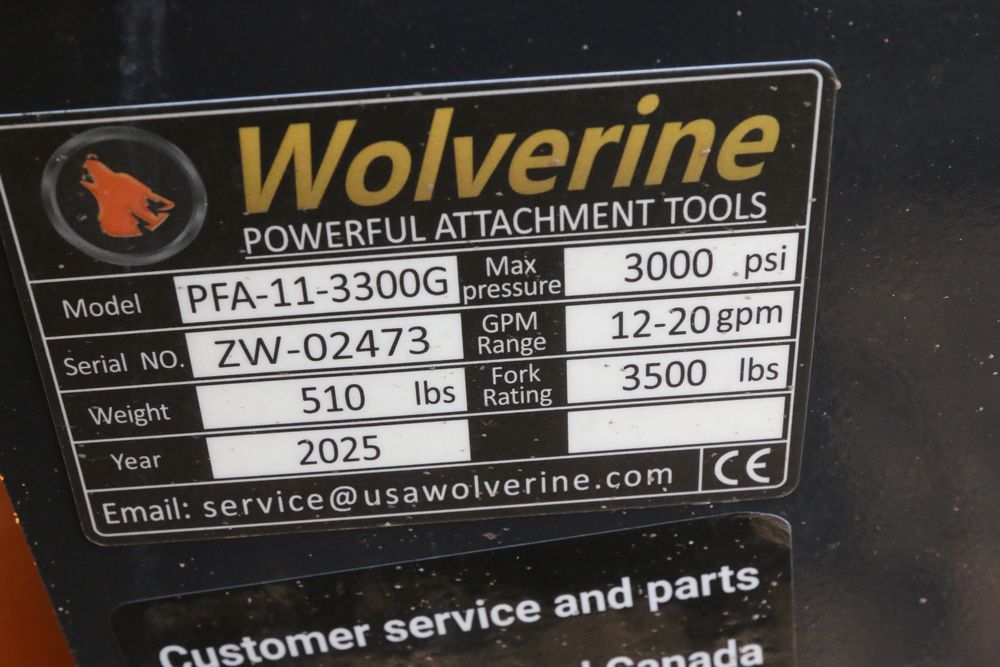 Wolverine
POWERFUL ATTACHMENT TOOLS
Model PFA-11-3300G Max pressure 3000 psi
Serial NO. ZW-02473 GPM Range 12-20 gpm
Weight 510 lbs Fork Rating 3500 lbs
Year 2025
Email: service@usawolverine.com CE
Customer service and parts
Canada